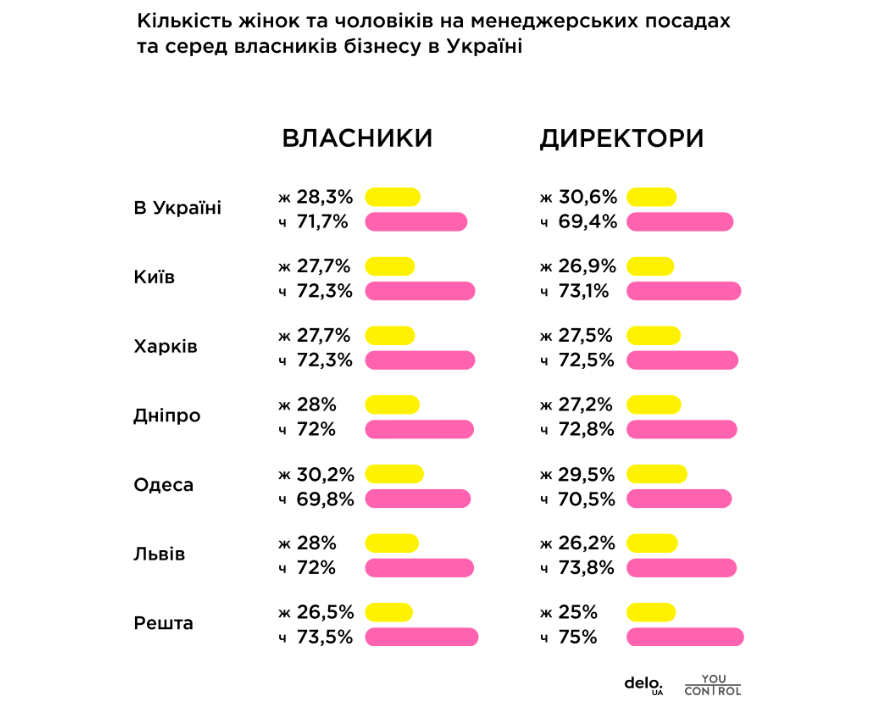 Кількість жінок та чоловіків на менеджерських посадах
та серед власників бізнесу в Україні
ВЛАСНИКИ ДИРЕКТОРИ
В Україні
ж 28,3% ж 30,6%
ч 71,7% ч 69,4%
Київ
ж 27,7% ж 26,9%
ч 72,3% ч 73,1%
Харків
ж 27,7% ж 27,5%
ч 72,3% ч 72,5%
Дніпро
ж 28% ж 27,2%
ч 72% ч 72,8%
Одеса
ж 30,2% ж 29,5%
ч 69,8% ч 70,5%
Львів
ж 28% ж 26,2%
ч 72% ч 73,8%
Решта
ж 26,5% ж 25%
ч 73,5% ч 75%
delo.UA
YOU
CONTROL